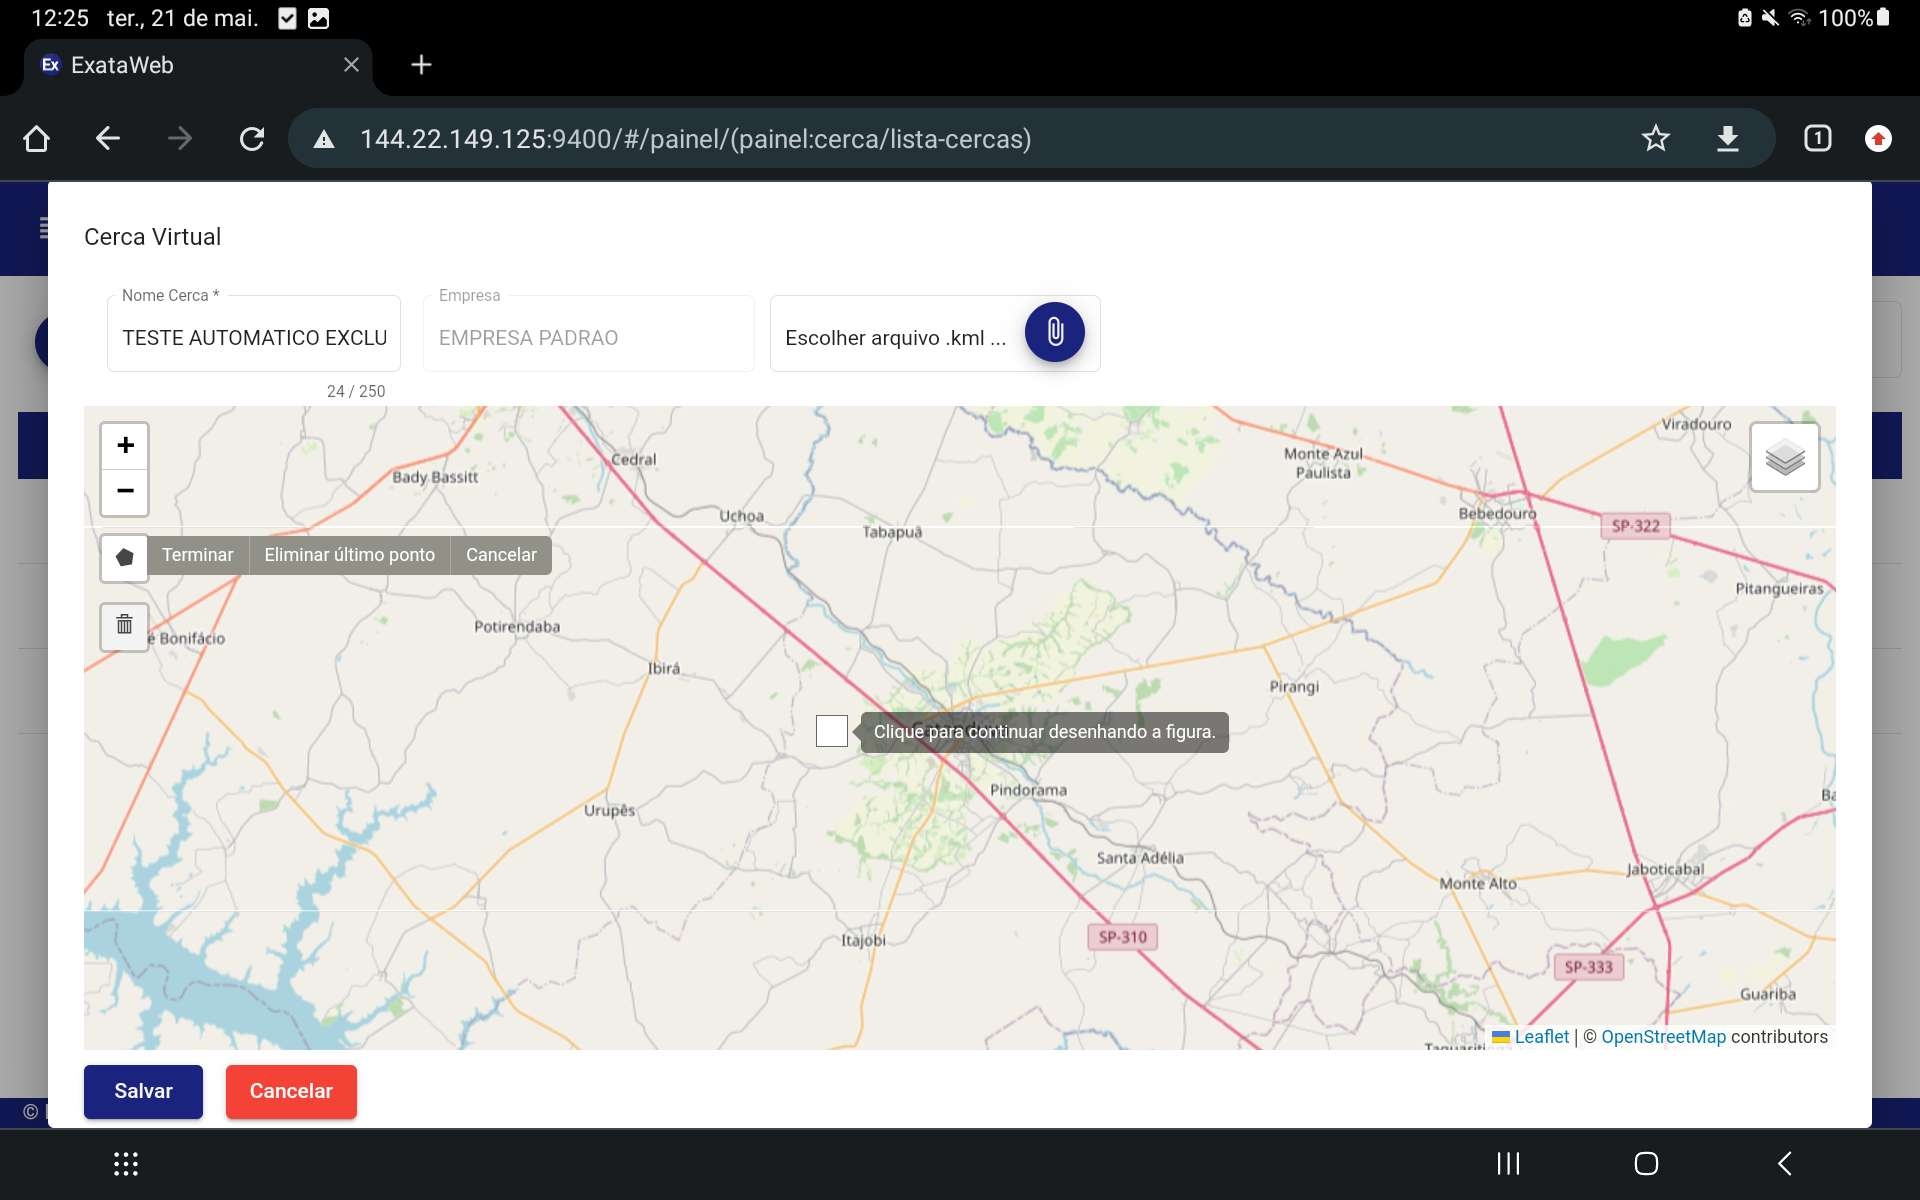 12:25 ter., 21 de mai. 100%
Ex ExataWeb
144.22.149.125:9400/#/painel/(painel:cerca/lista-cercas) 1
Cerca Virtual
Nome Cerca * Empresa
TESTE AUTOMATICO EXCLU EMPRESA PADRAO Escolher arquivo .kml ...
24 / 250
+
−
Viradouro
Monte Azul
Paulista
Cedral
Bady Bassitt
Uchoa
Tabapuã
Bebedouro
SP-322
Terminar Eliminar último ponto Cancelar
Pitangueiras
Potirendaba
é Bonifácio
Ibirá
Pirangi
Clique para continuar desenhando a figura.
Pindorama
Urupês
Santa Adélia
Jaboticabal
Monte Alto
Itajobi
SP-310
SP-333
Guariba
Leaflet | © OpenStreetMap contributors
Salvar Cancelar
©